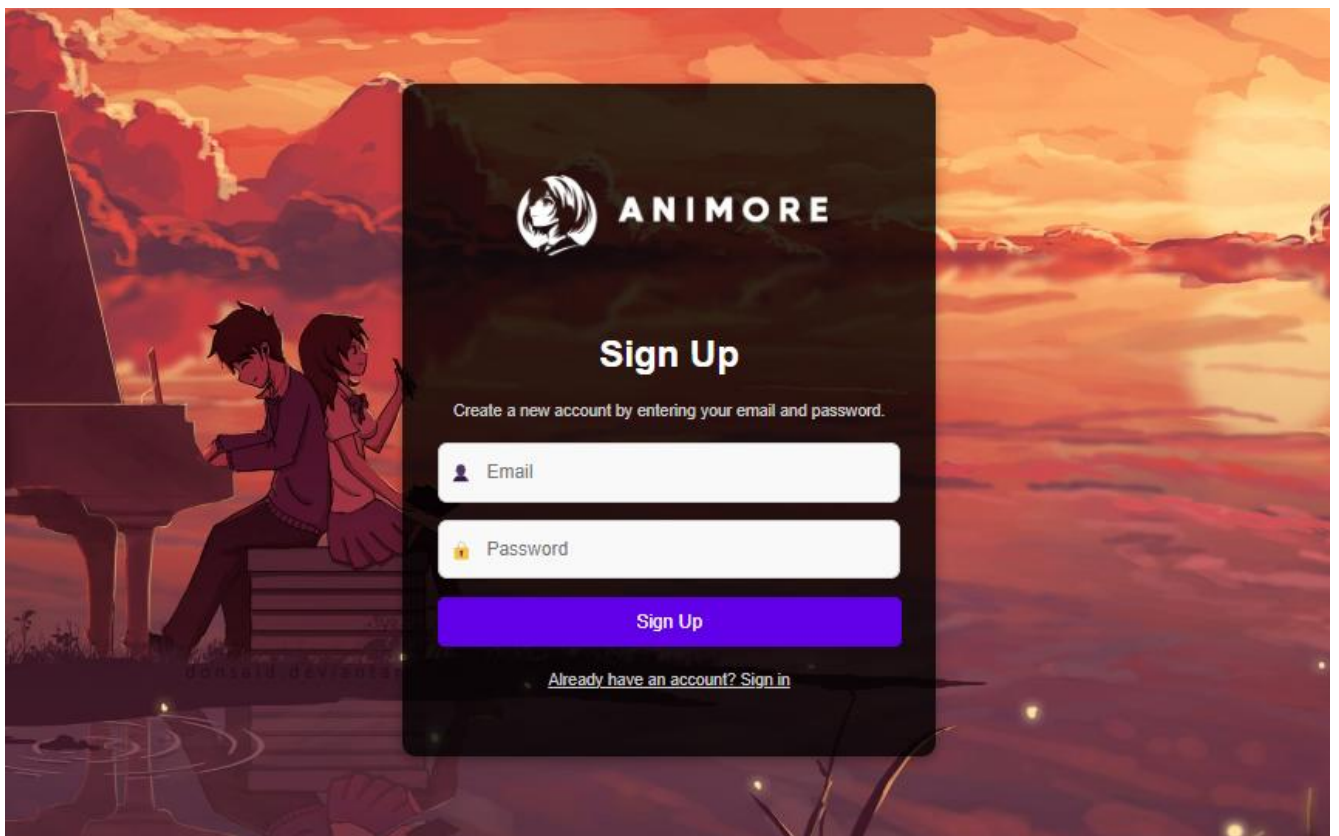 ANIMORE
Sign Up
Create a new account by entering your email and password.
Email
Password
Sign Up
Already have an account? Sign in